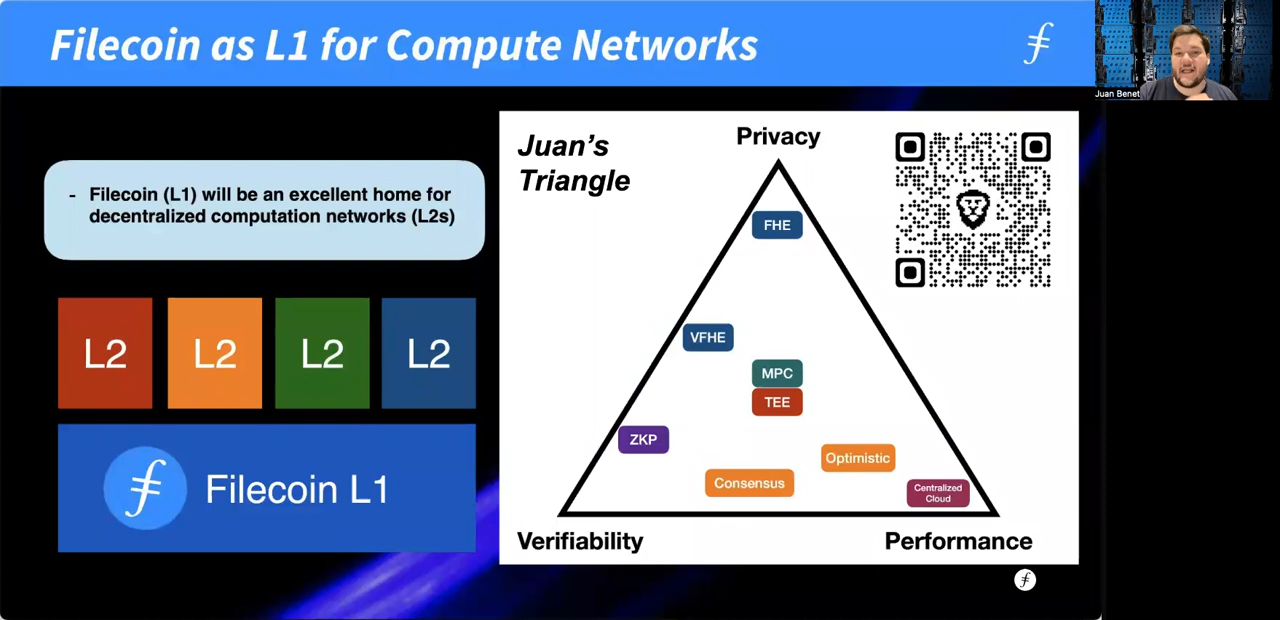 Filecoin as L1 for Compute Networks
Juan Benet
- Filecoin (L1) will be an excellent home for
decentralized computation networks (L2s)
L2
L2
L2
L2
Filecoin L1
Juan's
Triangle
Privacy
FHE
VFHE
MPC
TEE
ZKP
Optimistic
Consensus
Centralized
Cloud
Verifiability
Performance